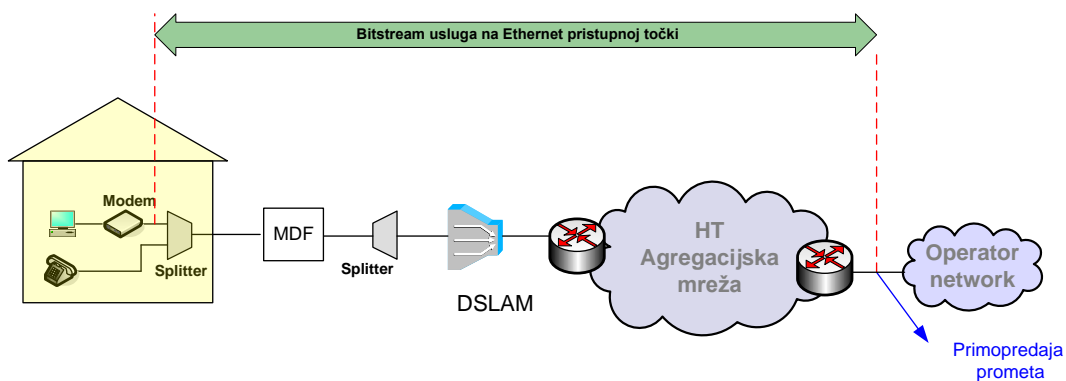 Bitstream usluga na Ethernet pristupnoj točki
Modem
Splitter
MDF
Splitter
DSLAM
HT
Agregacijska
mreža
Operator
network
Primopredaja
prometa